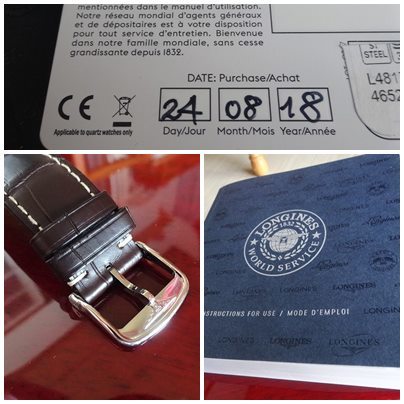 mentionnées dans le manuel d'utilisation.
Notre réseau mondial d'agents généraux
et de dépositaires est à votre disposition
pour tout service d'entretien. Bienvenue
dans notre famille mondiale, sans cesse
grandissante depuis 1832.
DATE: Purchase/Achat
24 08 18
Day/Jour Month/Mois Year/Année
CE
Applicable to quartz watches only
STEEL
L481
4652
LONGINES
1832
WORLD SERVICE
INSTRUCTIONS FOR USE / MODE D'EMPLOI
LONGINES